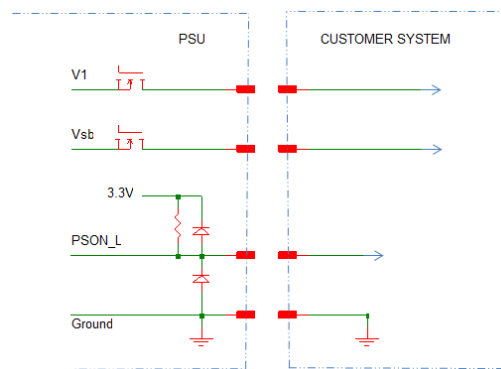 PSU
CUSTOMER SYSTEM
V1
Vsb
3.3V
PSON_L
Ground